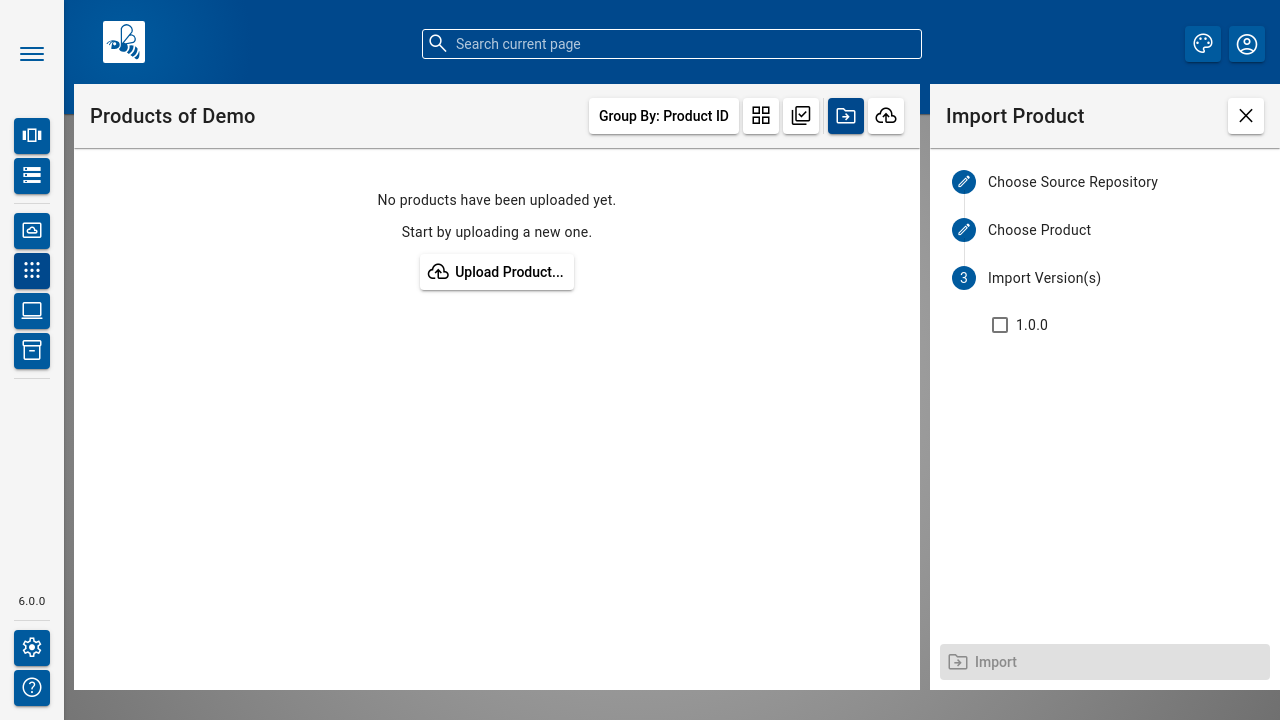 Search current page
Products of Demo
Group By: Product ID
Import Product
No products have been uploaded yet.
Start by uploading a new one.
Upload Product...
Choose Source Repository
Choose Product
3 Import Version(s)
1.0.0
Import
6.0.0